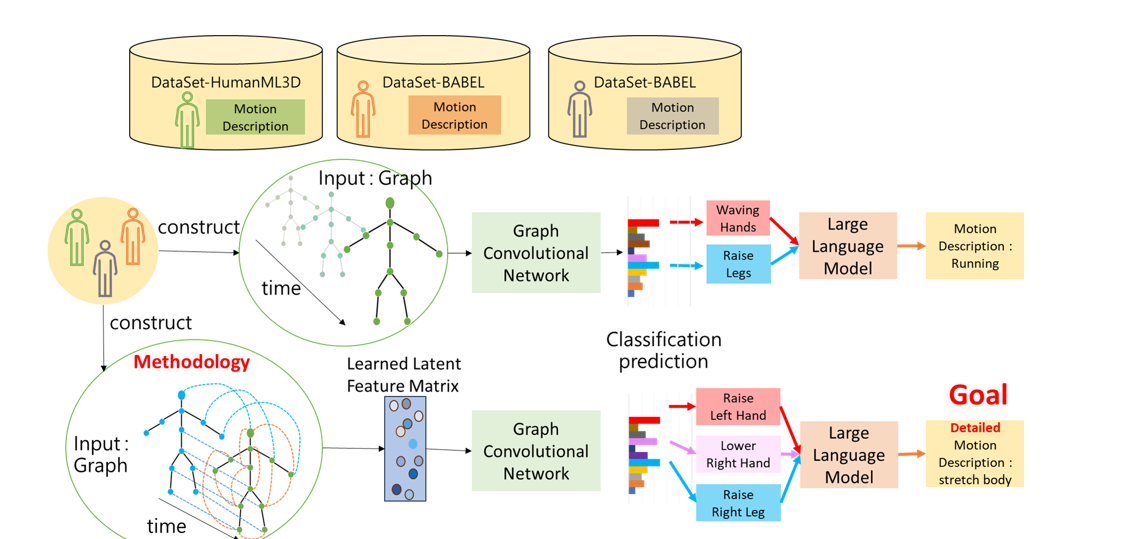 DataSet-HumanML3D
Motion
Description
DataSet-BABEL
Motion
Description
DataSet-BABEL
Motion
Description
construct
Input : Graph
time
Graph
Convolutional
Network
Waving
Hands
Raise
Legs
Large
Language
Model
Motion
Description :
Running
construct
Methodology
Input :
Graph
time
Learned Latent
Feature Matrix
Graph
Convolutional
Network
Classification
prediction
Raise
Left Hand
Lower
Right Hand
Raise
Right Leg
Large
Language
Model
Goal
Detailed
Motion
Description :
stretch body